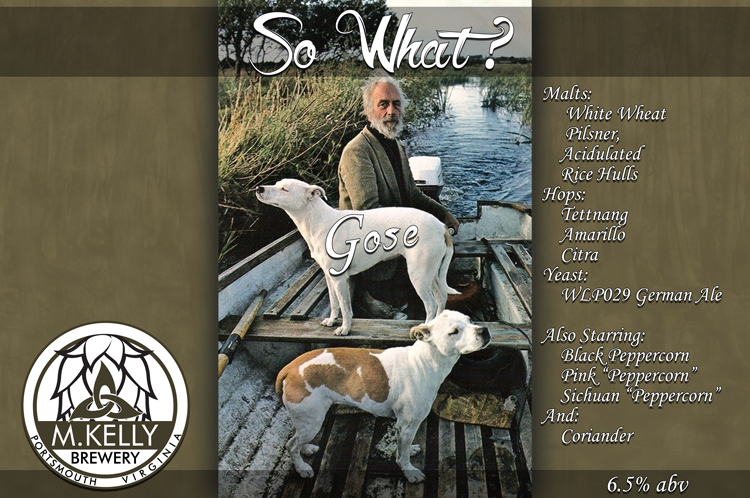 So What?
Gose
Malts:
White Wheat
Pilsner,
Acidulated
Rice Hulls
Hops:
Tettnang
Amarillo
Citra
Yeast:
WLP029 German Ale
Also Starring:
Black Peppercorn
Pink “Peppercorn”
Sichuan “Peppercorn”
And:
Coriander
6.5% abv
M.KELLY
BREWERY
PORTSMOUTH VIRGINIA